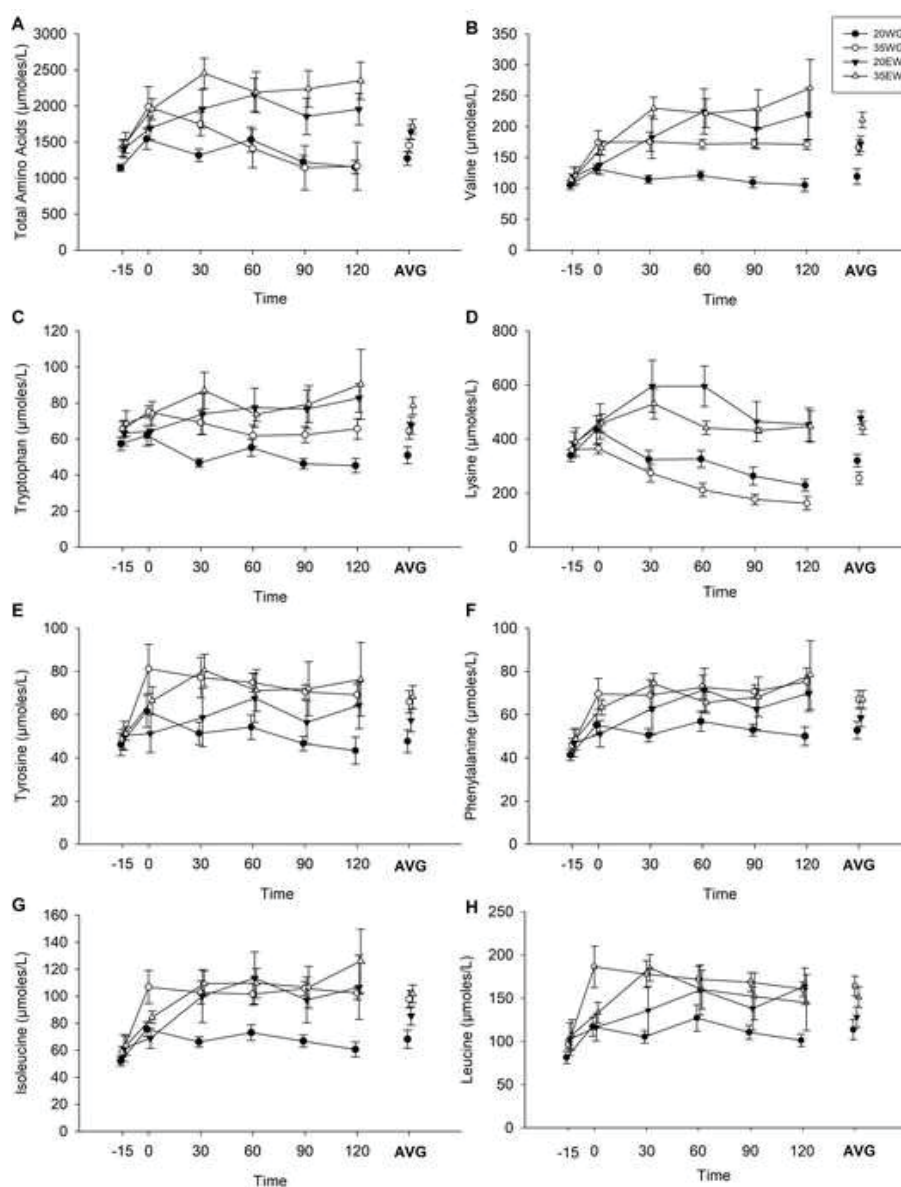 A
Total Amino Acids (µmoles/L)
3000
2500
2000
1500
1000
500
0
-15 0 30 60 90 120 AVG
Time
B
Valine (µmoles/L)
350
300
250
200
150
100
50
0
-15 0 30 60 90 120 AVG
Time
20WG
35WG
20EW
35EW
C
Tryptophan (µmoles/L)
120
100
80
60
40
20
0
-15 0 30 60 90 120 AVG
Time
D
Lysine (µmoles/L)
800
600
400
200
0
-15 0 30 60 90 120 AVG
Time
E
Tyrosine (µmoles/L)
100
80
60
40
20
0
-15 0 30 60 90 120 AVG
Time
F
Phenylalanine (µmoles/L)
100
80
60
40
20
0
-15 0 30 60 90 120 AVG
Time
G
Isoleucine (µmoles/L)
160
140
120
100
80
60
40
20
0
-15 0 30 60 90 120 AVG
Time
H
Leucine (µmoles/L)
250
200
150
100
50
0
-15 0 30 60 90 120 AVG
Time